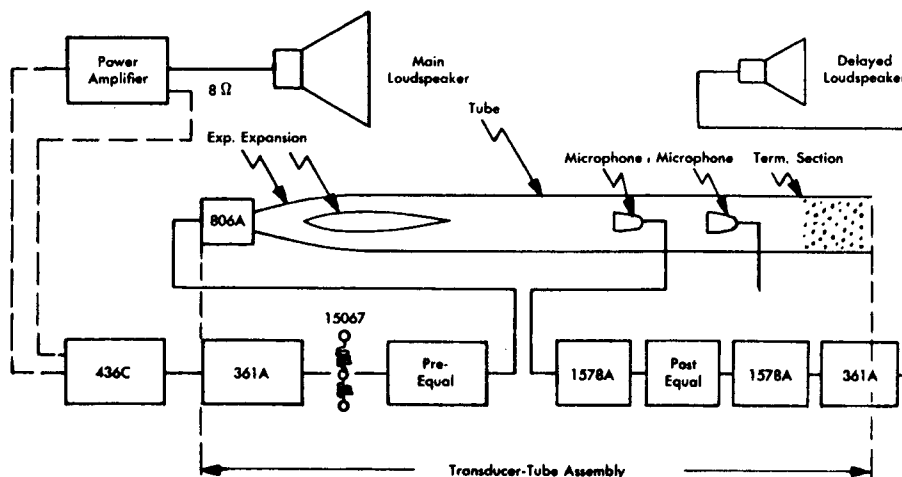 Power
Amplifier
8 Ω
Main
Loudspeaker
Delayed
Loudspeaker
Tube
Exp. Expansion
Microphone
Microphone
Term. Section
806A
15067
436C
361A
Pre-
Equal
1578A
Post
Equal
1578A
361A
Transducer-Tube Assembly